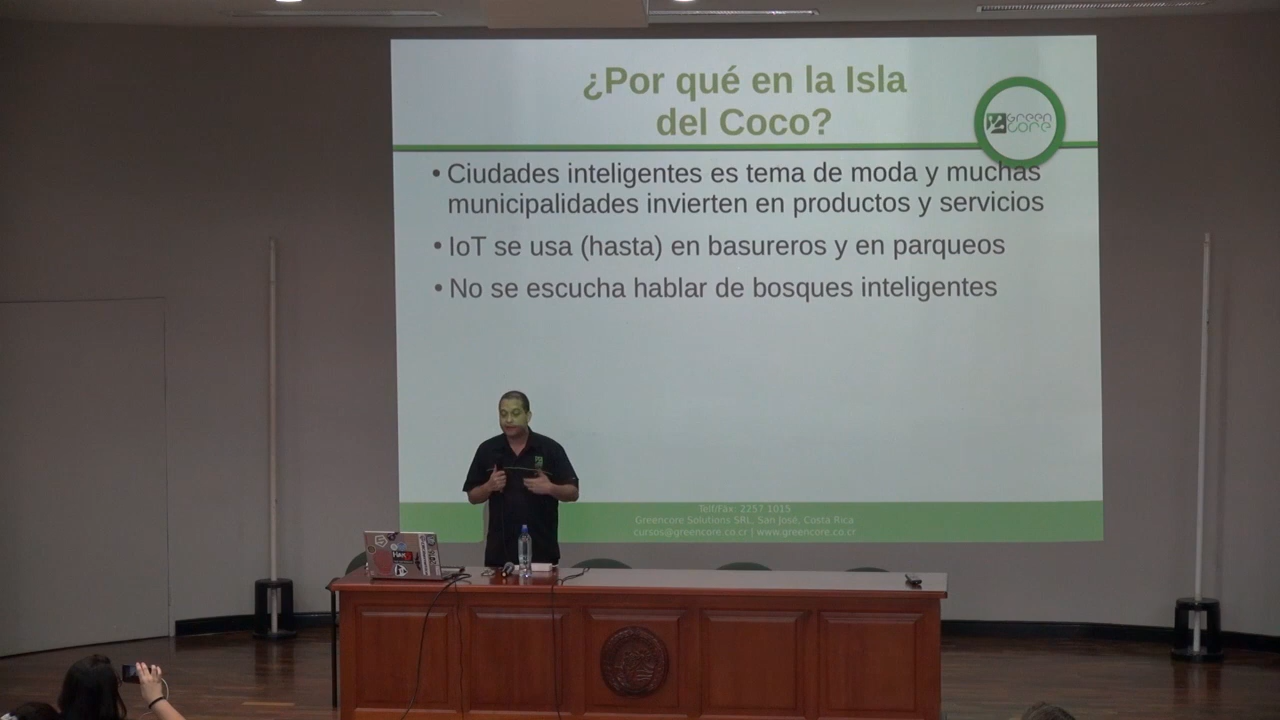 ¿Por qué en la Isla
del Coco?
GREEN
CORE
• Ciudades inteligentes es tema de moda y muchas
municipalidades invierten en productos y servicios
• IoT se usa (hasta) en basureros y en parqueos
• No se escucha hablar de bosques inteligentes
Telf/Fax: 2257 1015
Greencore Solutions SRL, San José, Costa Rica
cursos@greencore.co.cr | www.greencore.co.cr